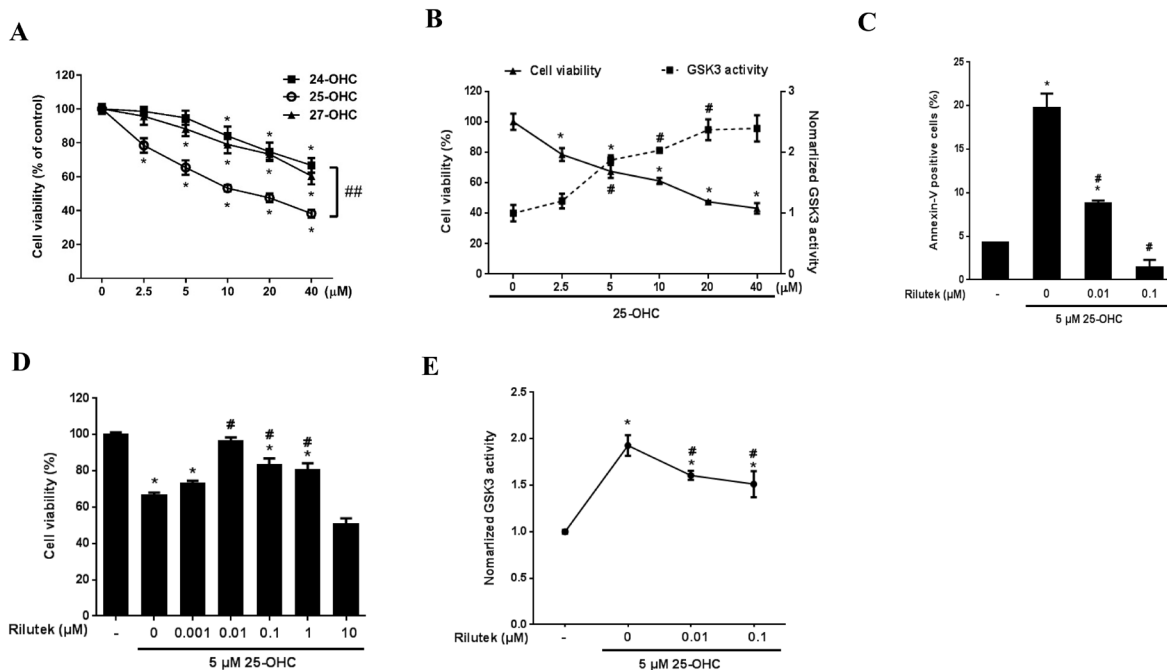 A
120
100
80
60
40
20
0
Cell viability (% of control)
24-OHC
25-OHC
27-OHC
* * *
* * * *
* * * * *
##
0 2.5 5 10 20 40 (μM)
B
Cell viability
GSK3 activity
120
100
80
60
40
20
0
Cell viability (%)
60
80
100
120
3
2
1
0
Nomarlized GSK3 activity
* * # #
# * * *
0 2.5 5 10 20 40 (μM)
25-OHC
C
25
20
15
10
5
0
Annexin-V positive cells (%)
*
#
*
#
Rilutek (μM) - 0 0.01 0.1
5 μM 25-OHC
D
120
100
80
60
40
20
0
Cell viability (%)
* * # # #
* *
Rilutek (μM) - 0 0.001 0.01 0.1 1 10
5 μM 25-OHC
E
2.5
2.0
1.5
1.0
0.5
0.0
Nomarlized GSK3 activity
*
# #
* *
Rilutek (μM) - 0 0.01 0.1
5 μM 25-OHC